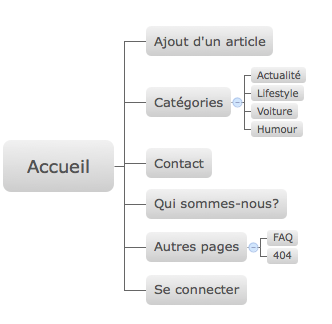 Accueil
Ajout d'un article
Catégories
Actualité
Lifestyle
Voiture
Humour
Contact
Qui sommes-nous?
Autres pages
FAQ
404
Se connecter